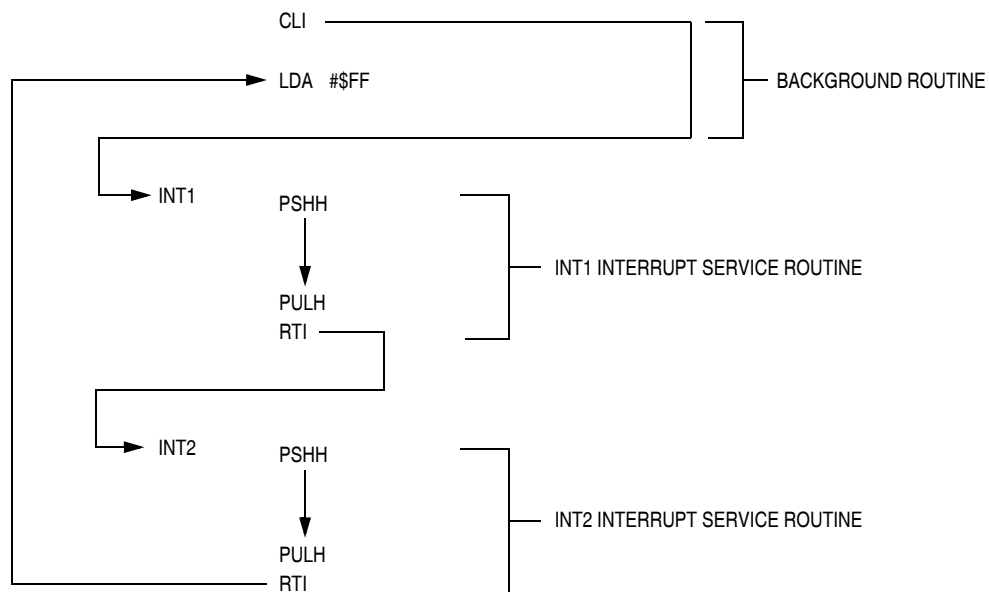 CLI
LDA #$FF
BACKGROUND ROUTINE
INT1
PSHH
INT1 INTERRUPT SERVICE ROUTINE
PULH
RTI
INT2
PSHH
INT2 INTERRUPT SERVICE ROUTINE
PULH
RTI